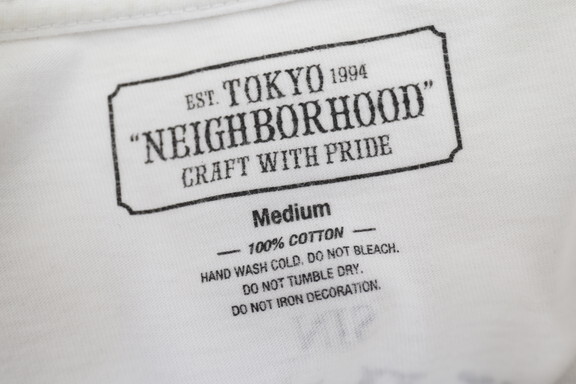 EST. TOKYO 1994
“NEIGHBORHOOD”
CRAFT WITH PRIDE
Medium
— 100% COTTON —
HAND WASH COLD. DO NOT BLEACH.
DO NOT TUMBLE DRY.
DO NOT IRON DECORATION.